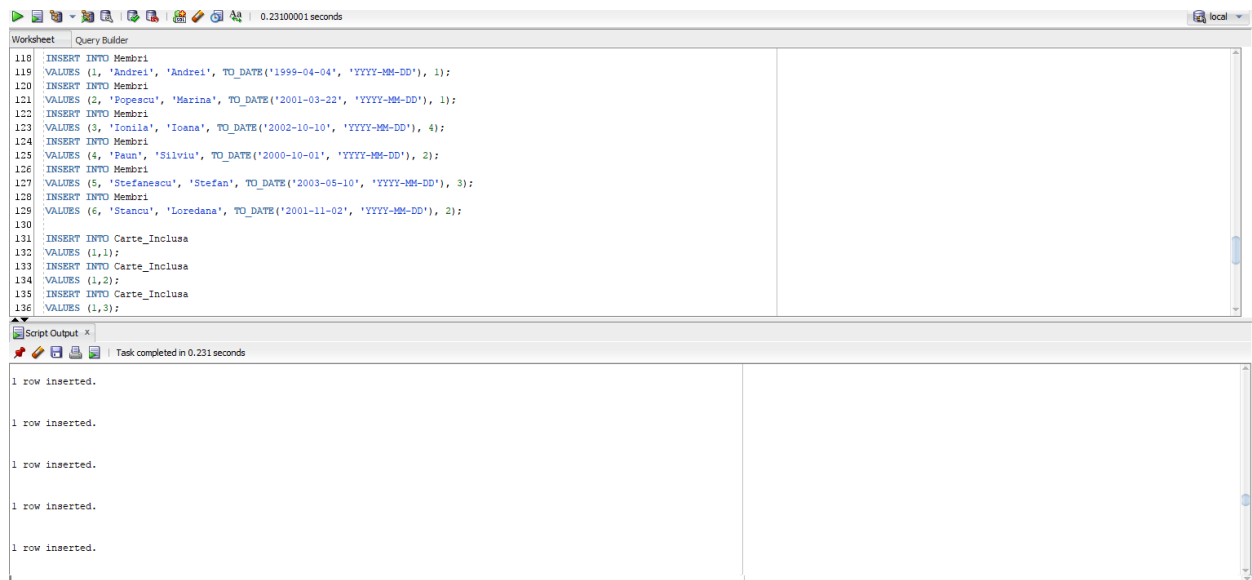 0.23100001 seconds
local
Worksheet Query Builder
118 INSERT INTO Membri
119 VALUES (1, 'Andrei', 'Andrei', TO_DATE('1999-04-04', 'YYYY-MM-DD'), 1);
120 INSERT INTO Membri
121 VALUES (2, 'Popescu', 'Marina', TO_DATE('2001-03-22', 'YYYY-MM-DD'), 1);
122 INSERT INTO Membri
123 VALUES (3, 'Ionila', 'Ioana', TO_DATE('2002-10-10', 'YYYY-MM-DD'), 4);
124 INSERT INTO Membri
125 VALUES (4, 'Paun', 'Silviu', TO_DATE('2000-10-01', 'YYYY-MM-DD'), 2);
126 INSERT INTO Membri
127 VALUES (5, 'Stefanescu', 'Stefan', TO_DATE('2003-05-10', 'YYYY-MM-DD'), 3);
128 INSERT INTO Membri
129 VALUES (6, 'Stancu', 'Loredana', TO_DATE('2001-11-02', 'YYYY-MM-DD'), 2);
130
131 INSERT INTO Carte_Inclusa
132 VALUES (1,1);
133 INSERT INTO Carte_Inclusa
134 VALUES (1,2);
135 INSERT INTO Carte_Inclusa
136 VALUES (1,3);
Script Output x
Task completed in 0.231 seconds
1 row inserted.
1 row inserted.
1 row inserted.
1 row inserted.
1 row inserted.